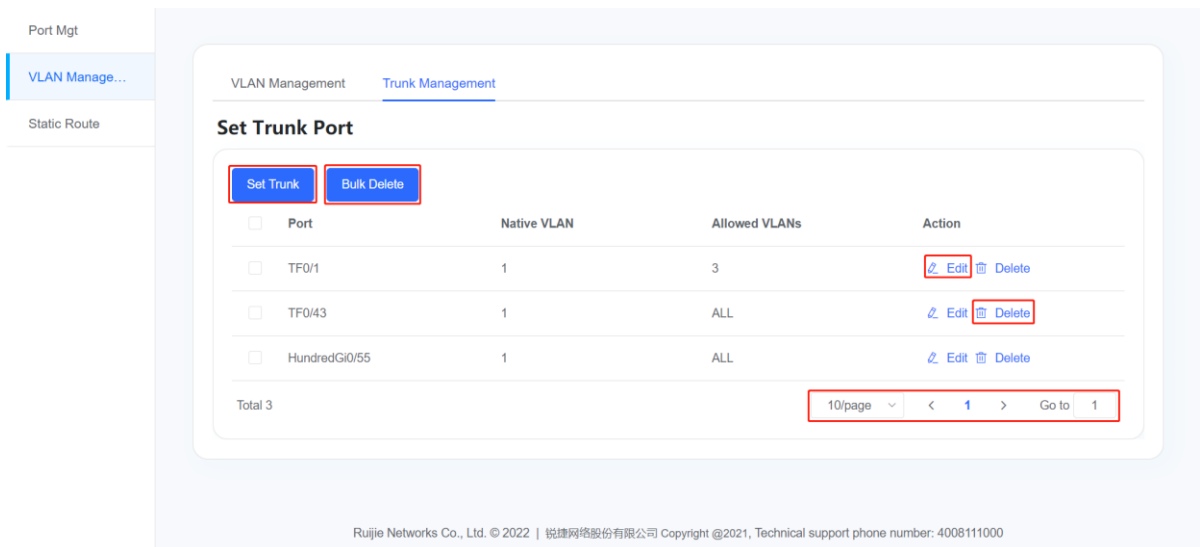 Port Mgt
VLAN Manage...
Static Route
VLAN Management Trunk Management
Set Trunk Port
Set Trunk Bulk Delete
Port Native VLAN Allowed VLANs Action
TF0/1 1 3 Edit Delete
TF0/43 1 ALL Edit Delete
HundredGi0/55 1 ALL Edit Delete
Total 3 10/page < 1 > Go to 1
Ruijie Networks Co., Ltd. © 2022 | 锐捷网络股份有限公司 Copyright @2021, Technical support phone number: 4008111000